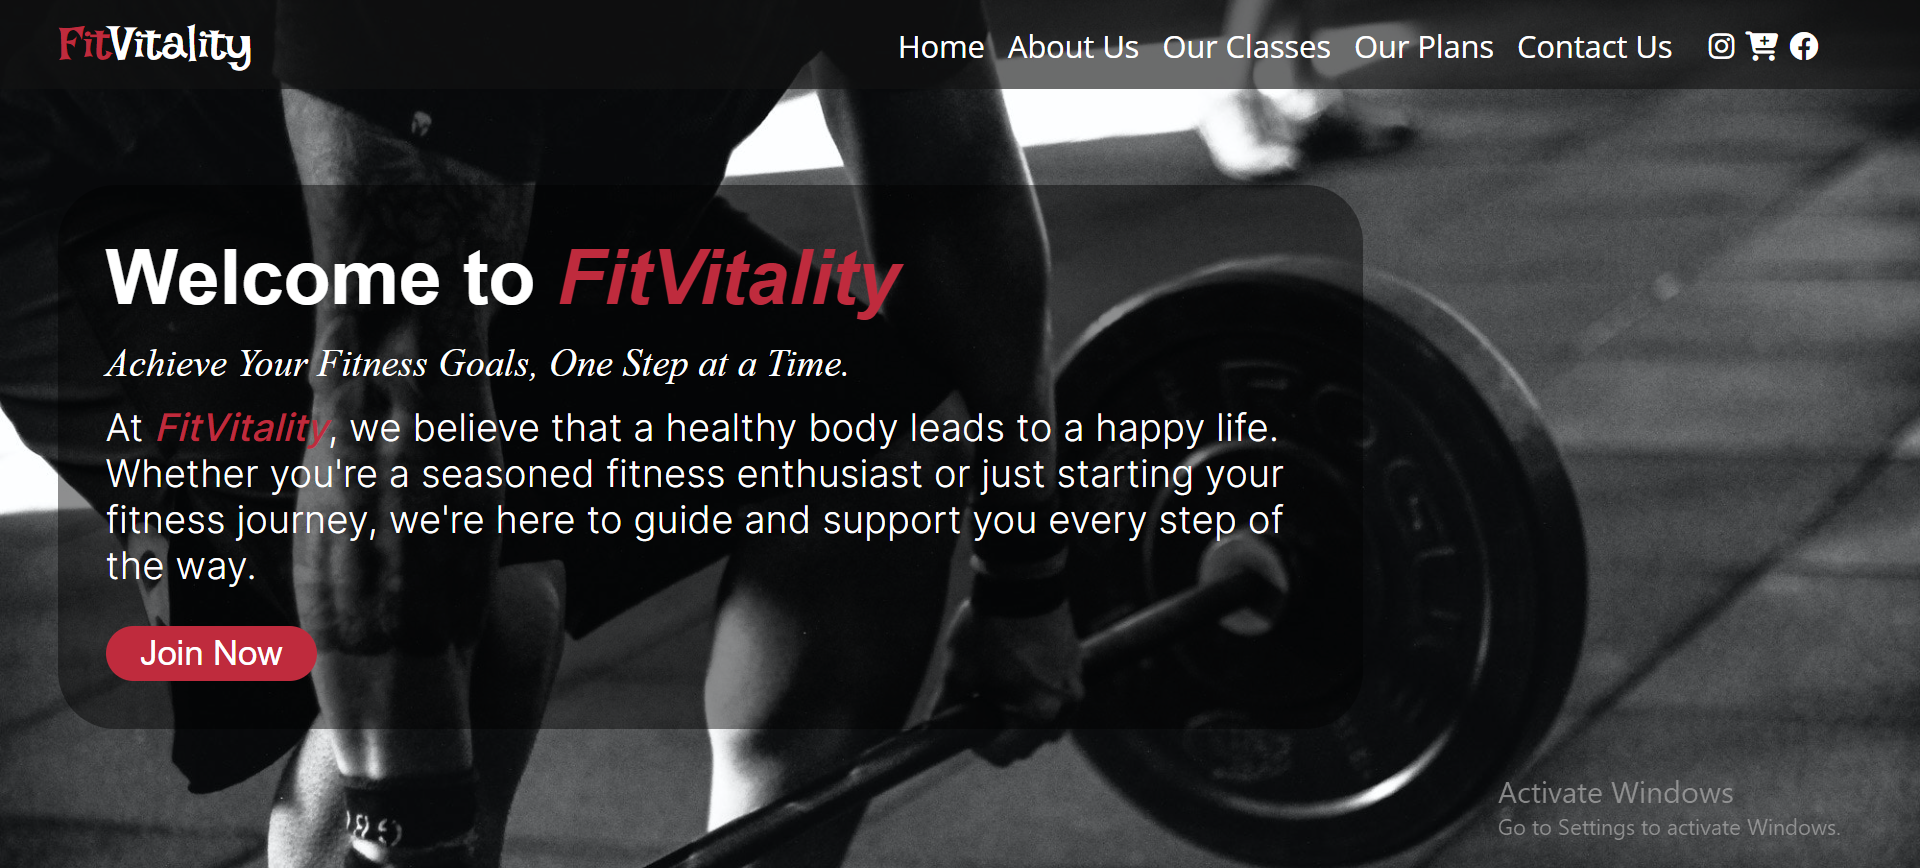 FitVitality
Home About Us Our Classes Our Plans Contact Us
Welcome to FitVitality
Achieve Your Fitness Goals, One Step at a Time.
At FitVitality, we believe that a healthy body leads to a happy life.
Whether you're a seasoned fitness enthusiast or just starting your
fitness journey, we're here to guide and support you every step of
the way.
Join Now
Activate Windows
Go to Settings to activate Windows.